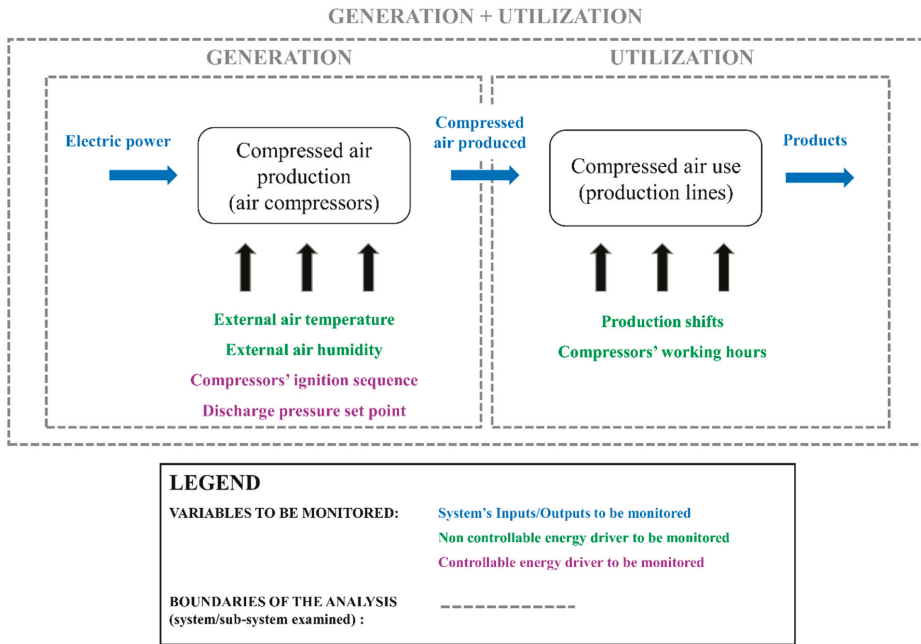 GENERATION + UTILIZATION
GENERATION
UTILIZATION
Electric power
Compressed air
production
(air compressors)
Compressed
air produced
Compressed air use
(production lines)
Products
External air temperature
External air humidity
Compressors' ignition sequence
Discharge pressure set point
Production shifts
Compressors' working hours
LEGEND
VARIABLES TO BE MONITORED:
System's Inputs/Outputs to be monitored
Non controllable energy driver to be monitored
Controllable energy driver to be monitored
BOUNDARIES OF THE ANALYSIS
(system/sub-system examined) :